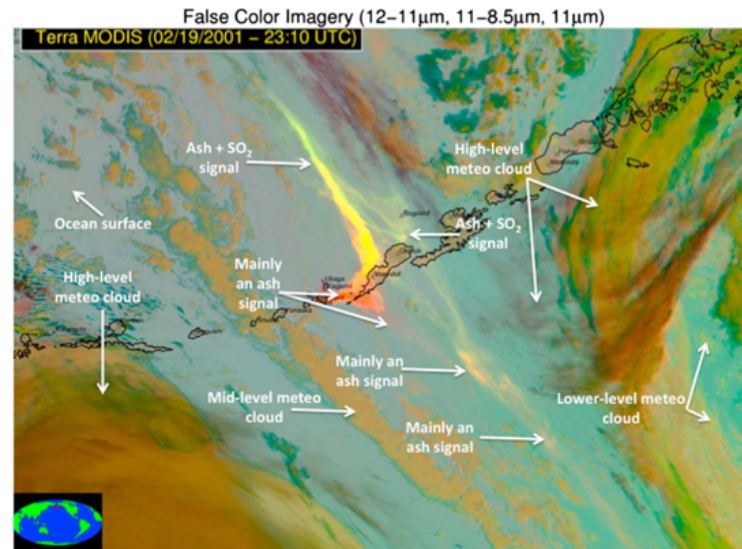 False Color Imagery (12−11μm, 11−8.5μm, 11μm)
Terra MODIS (02/19/2001 − 23:10 UTC)
Ash + SO₂
signal
High-level
meteo cloud
Ocean surface
Ash + SO₂
signal
High-level
meteo cloud
Mainly
an ash
signal
Mainly an
ash signal
Mid-level meteo
cloud
Lower-level meteo
cloud
Mainly an
ash signal